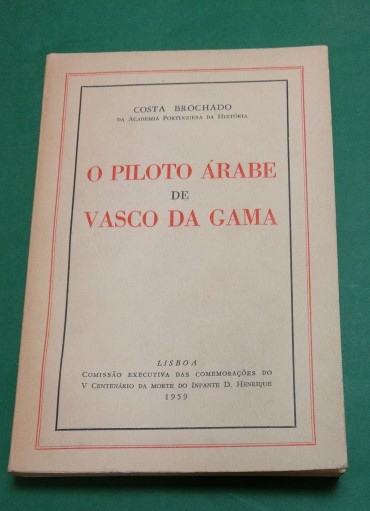 COSTA BROCHADO
DA ACADEMIA PORTUGUESA DA HISTÓRIA
O PILOTO ÁRABE
DE
VASCO DA GAMA
LISBOA
COMISSÃO EXECUTIVA DAS COMEMORAÇÕES DO
V CENTENÁRIO DA MORTE DO INFANTE D. HENRIQUE
1959